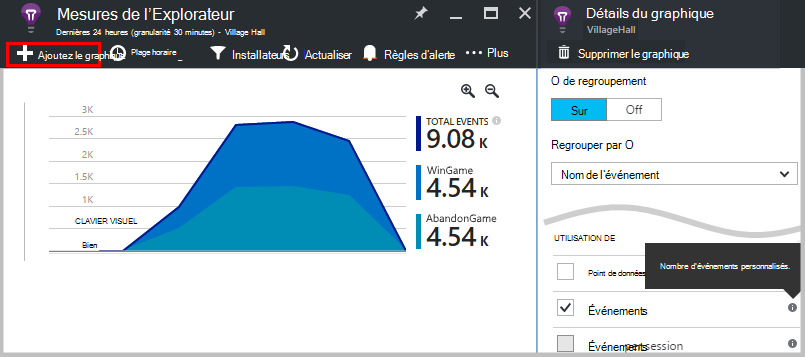 Mesures de l'Explorateur
Dernières 24 heures (granularité 30 minutes) - Village Hall
Ajoutez le graphique
Plage horaire
Installateurs
Actualiser
Règles d'alerte
Plus
3K
2.5K
2K
1.5K
1K
CLAVIER VISUEL
Bien
TOTAL EVENTS
9.08 K
WinGame
4.54 K
AbandonGame
4.54 K
Détails du graphique
VillageHall
Supprimer le graphique
O de regroupement
Sur
Off
Regrouper par O
Nom de l'événement
UTILISATION DE
Nombre d'événements personnalisés.
Point de données
Événements
Événements persession